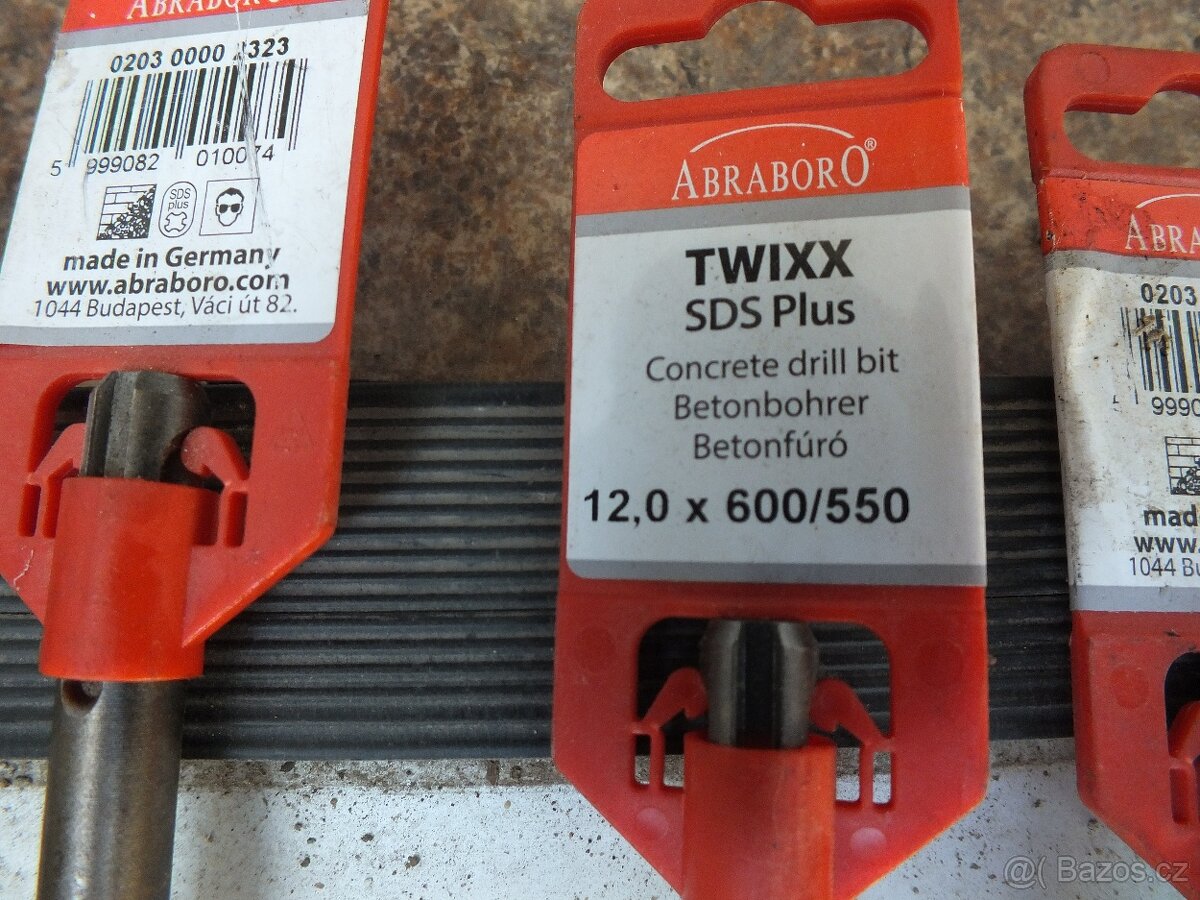 ABRABORO
0203 0000 323
5 999082 010074
SDS
plus
made in Germany
www.abraboro.com
1044 Budapest, Váci út 82.
ABRABORO®
TWIXX
SDS Plus
Concrete drill bit
Betonbohrer
Betonfúró
12,0 x 600/550
ABRA
0203
999
mad
www.
1044 Bu
@( Bazos.cz